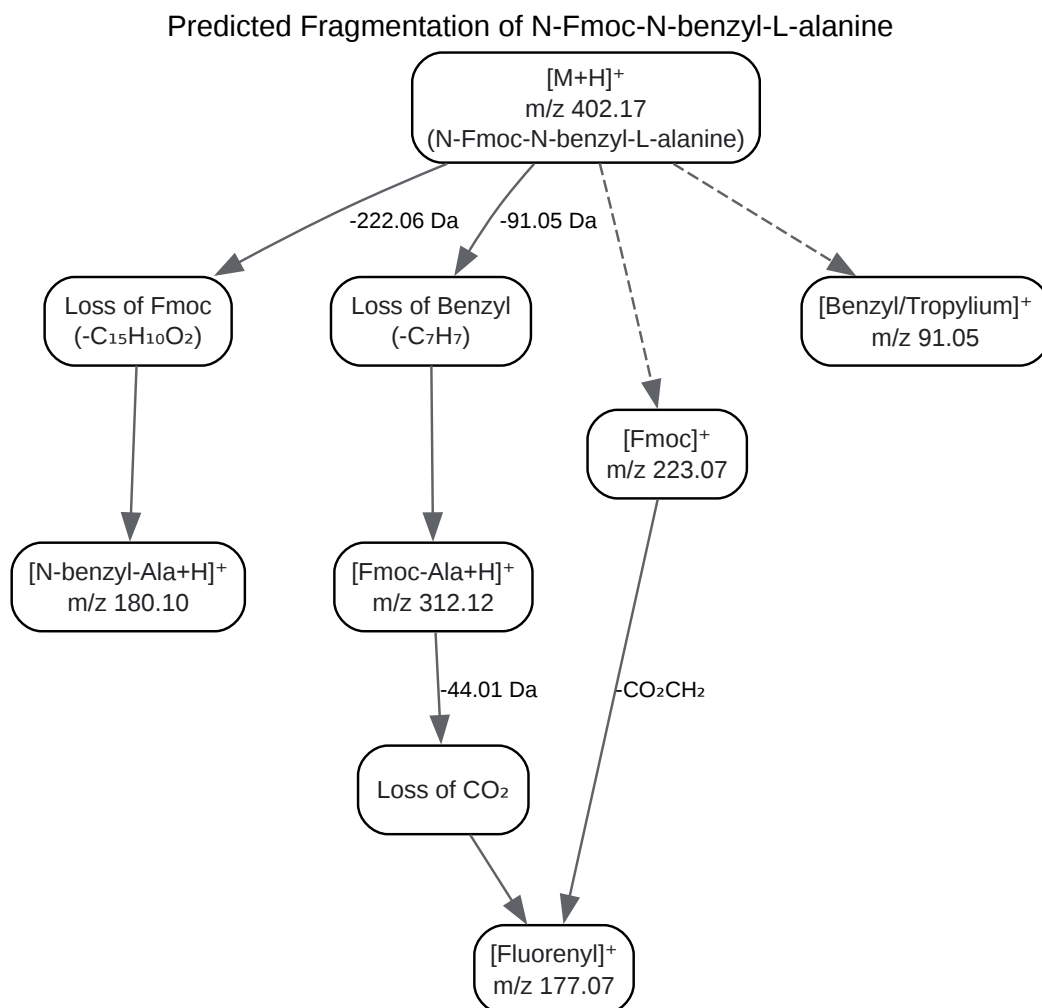 Predicted Fragmentation of N-Fmoc-N-benzyl-L-alanine
[M+H]⁺
m/z 402.17
(N-Fmoc-N-benzyl-L-alanine)
-222.06 Da
-91.05 Da
Loss of Fmoc
(-C₁₅H₁₀O₂)
Loss of Benzyl
(-C₇H₇)
[Benzyl/Tropylium]⁺
m/z 91.05
[Fmoc]⁺
m/z 223.07
[N-benzyl-Ala+H]⁺
m/z 180.10
[Fmoc-Ala+H]⁺
m/z 312.12
-44.01 Da
-CO₂CH₂
Loss of CO₂
[Fluorenyl]⁺
m/z 177.07